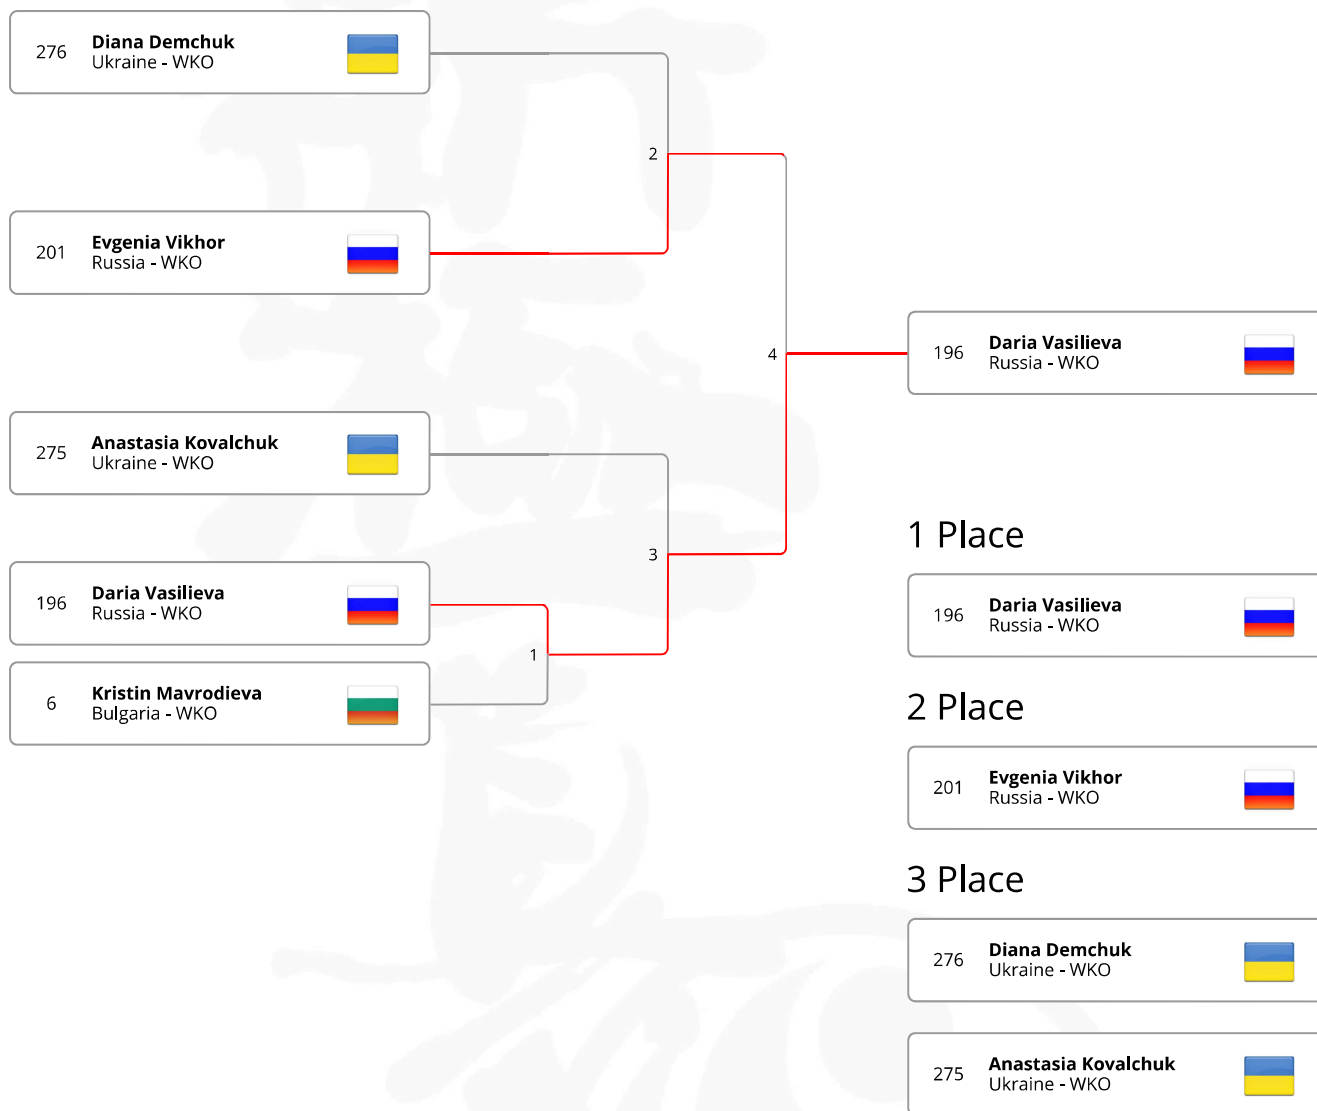 276
Diana Demchuk
Ukraine - WKO
2
201
Evgenia Vikhor
Russia - WKO
4
196
Daria Vasilieva
Russia - WKO
275
Anastasia Kovalchuk
Ukraine - WKO
3
196
Daria Vasilieva
Russia - WKO
1
6
Kristin Mavrodieva
Bulgaria - WKO
1 Place
196
Daria Vasilieva
Russia - WKO
2 Place
201
Evgenia Vikhor
Russia - WKO
3 Place
276
Diana Demchuk
Ukraine - WKO
275
Anastasia Kovalchuk
Ukraine - WKO